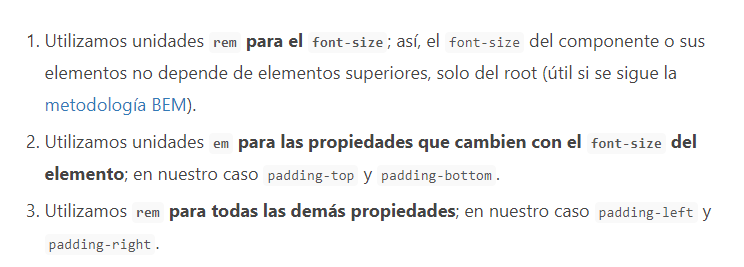 1. Utilizamos unidades rem para el font-size; así, el font-size del componente o sus
elementos no depende de elementos superiores, solo del root (útil si se sigue la
metodología BEM).
2. Utilizamos unidades em para las propiedades que cambien con el font-size del
elemento; en nuestro caso padding-top y padding-bottom.
3. Utilizamos rem para todas las demás propiedades; en nuestro caso padding-left y
padding-right.